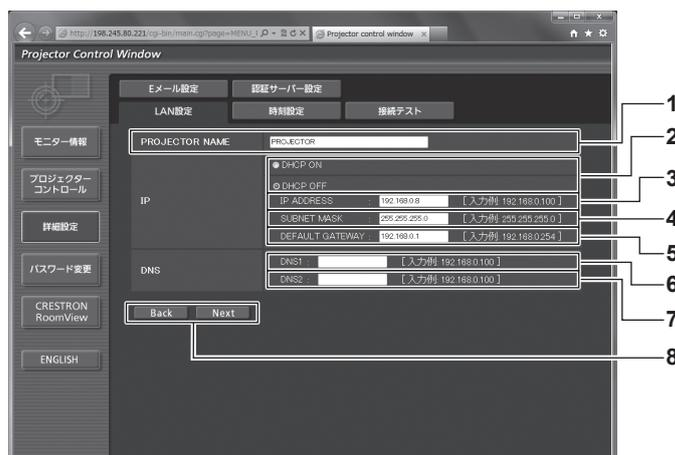 http://198.245.80.221/cgi-bin/main.cgi?page=MENU_
Projector control window
Projector Control Window
Eメール設定
認証サーバー設定
LAN設定
時刻設定
接続テスト
モニター情報
プロジェクター
コントロール
詳細設定
パスワード変更
CRESTRON
RoomView
ENGLISH
PROJECTOR NAME
PROJECTOR
IP
DHCP ON
DHCP OFF
IP ADDRESS : 192.168.0.8 [ 入力例: 192.168.0.100 ]
SUBNET MASK : 255.255.255.0 [ 入力例: 255.255.255.0 ]
DEFAULT GATEWAY : 192.168.0.1 [ 入力例: 192.168.0.254 ]
DNS
DNS1 : [ 入力例: 192.168.0.100 ]
DNS2 : [ 入力例: 192.168.0.100 ]
Back Next
1
2
3
4
5
6
7
8